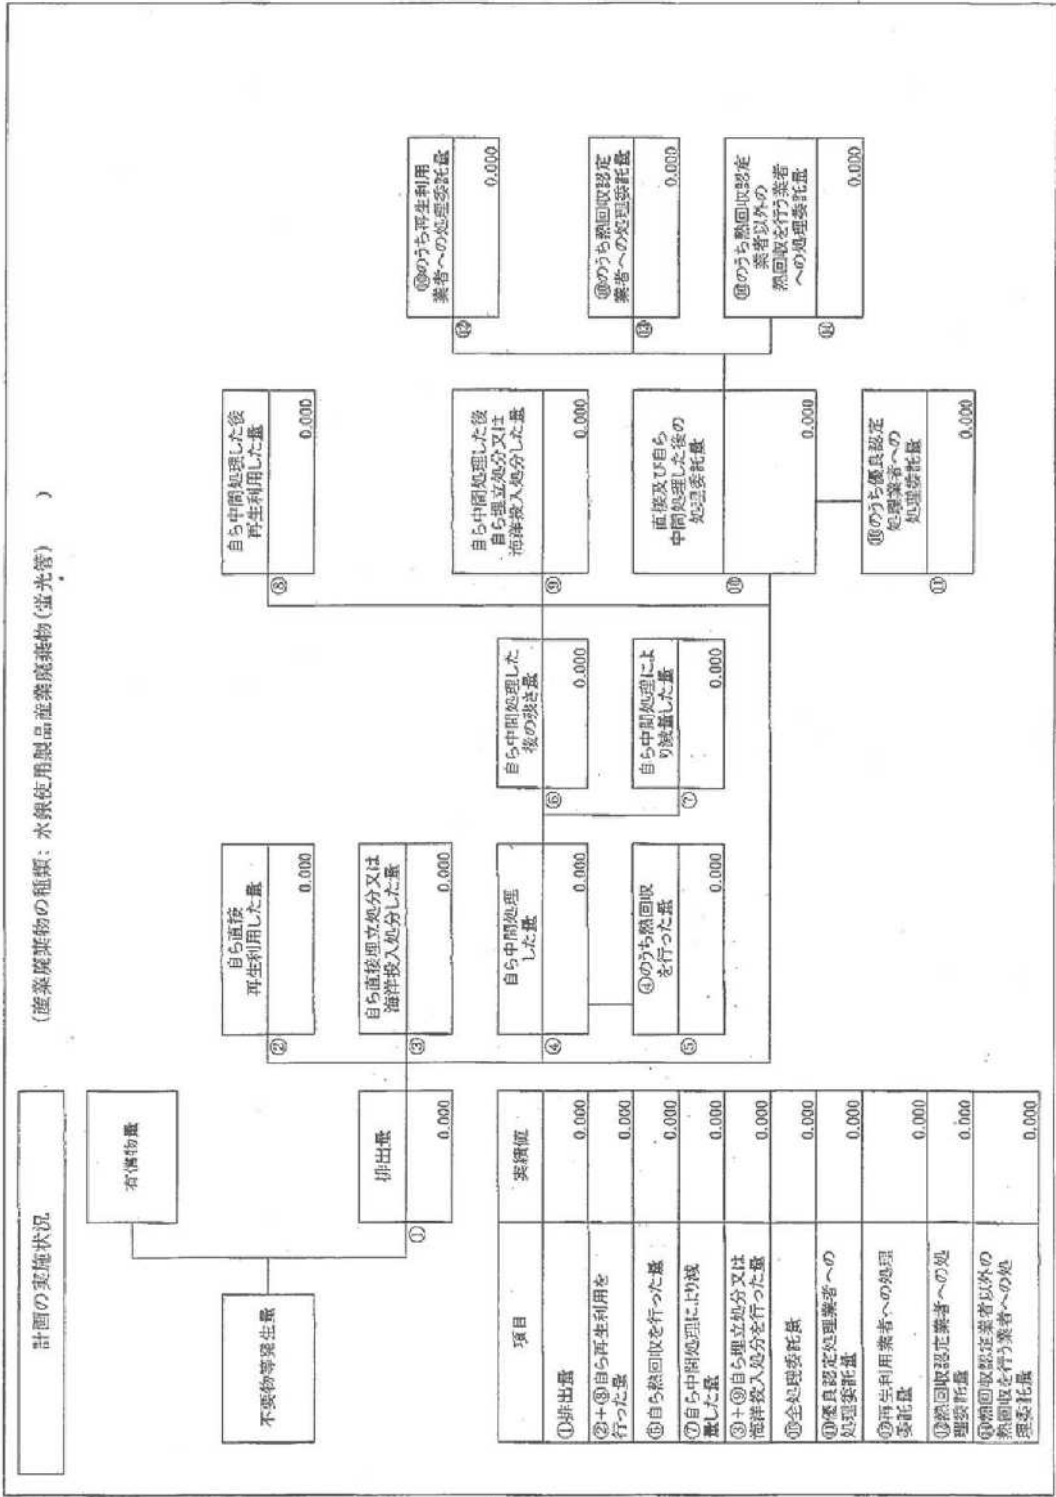 計画の実施状況
(産業廃棄物の種類: 水銀使用製品産業廃棄物(蛍光管) )
不要物等発生量
有償物量
排出量
①
0.000
自ら直接
再生利用した量
②
0.000
自ら直接埋立処分又は
海洋投入処分した量
③
0.000
自ら中間処理
した量
④
0.000
④のうち熱回収
を行った量
⑤
0.000
自ら中間処理した
後の残さ量
⑥
0.000
自ら中間処理によ
り減量した量
⑦
0.000
自ら中間処理した後
再生利用した量
⑧
0.000
自ら中間処理した後
自ら埋立処分又は
海洋投入処分した量
⑨
0.000
直接及び自ら
中間処理した後の
処理委託量
⑩
0.000
⑩のうち優良認定
処理業者への
処理委託量
⑪
0.000
⑩のうち再生利用
業者への処理委託量
⑫
0.000
⑩のうち熱回収認定
業者への処理委託量
⑬
0.000
⑩のうち熱回収認定
業者以外の
熱回収を行う業者
への処理委託量
⑭
0.000
項目 実績値
①排出量 0.000
②+⑧自ら再生利用を
行った量 0.000
⑤自ら熱回収を行った量 0.000
⑦自ら中間処理により減
量した量 0.000
③+⑨自ら埋立処分又は
海洋投入処分を行った量 0.000
⑩全処理委託量 0.000
⑪優良認定処理業者への
処理委託量 0.000
⑫再生利用業者への処理
委託量 0.000
⑬熱回収認定業者への処
理委託量 0.000
⑭熱回収認定業者以外の
熱回収を行う業者への処
理委託量 0.000